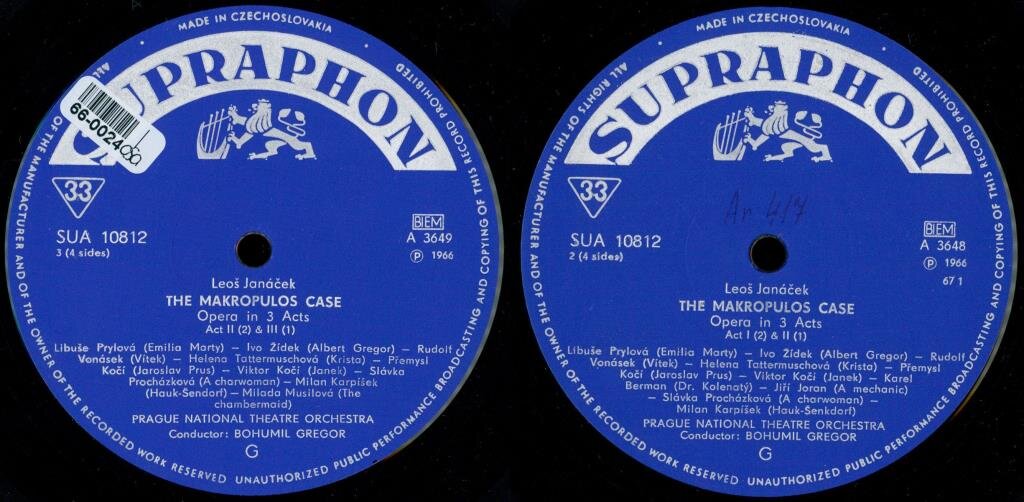 MADE IN CZECHOSLOVAKIA
ALL RIGHTS OF THE MANUFACTURER AND OF THE OWNER OF THE RECORDED WORK RESERVED UNAUTHORIZED PUBLIC PERFORMANCE BROADCASTING AND COPYING OF THIS RECORD PROHIBITED
SUPRAPHON
66-0024
33
SUA 10812
3 (4 sides)
BIEM
A 3649
Ⓟ 1966
Leoš Janáček
THE MAKROPULOS CASE
Opera in 3 Acts
Act II (2) & III (1)
Libuše Prylová (Emilia Marty) – Ivo Žídek (Albert Gregor) – Rudolf
Vonásek (Vítek) – Helena Tattermuschová (Krista) – Přemysl
Kočí (Jaroslav Prus) – Viktor Kočí (Janek) – Slávka
Procházková (A charwoman) – Milan Karpíšek
(Hauk-Šendorf) – Milada Musilová (The
chambermaid)
PRAGUE NATIONAL THEATRE ORCHESTRA
Conductor: BOHUMIL GREGOR
G
MADE IN CZECHOSLOVAKIA
ALL RIGHTS OF THE MANUFACTURER AND OF THE OWNER OF THE RECORDED WORK RESERVED UNAUTHORIZED PUBLIC PERFORMANCE BROADCASTING AND COPYING OF THIS RECORD PROHIBITED
SUPRAPHON
33
SUA 10812
2 (4 sides)
BIEM
A 3648
Ⓟ 1966
67 1
Leoš Janáček
THE MAKROPULOS CASE
Opera in 3 Acts
Act I (2) & II (1)
Libuše Prylová (Emilia Marty) – Ivo Žídek (Albert Gregor) – Rudolf
Vonásek (Vítek) – Helena Tattermuschová (Krista) – Přemysl
Kočí (Jaroslav Prus) – Viktor Kočí (Janek) – Karel
Berman (Dr. Kolenatý) – Jiří Joran (A mechanic)
– Slávka Procházková (A charwoman) –
Milan Karpíšek (Hauk-Šenkdorf)
PRAGUE NATIONAL THEATRE ORCHESTRA
Conductor: BOHUMIL GREGOR
G